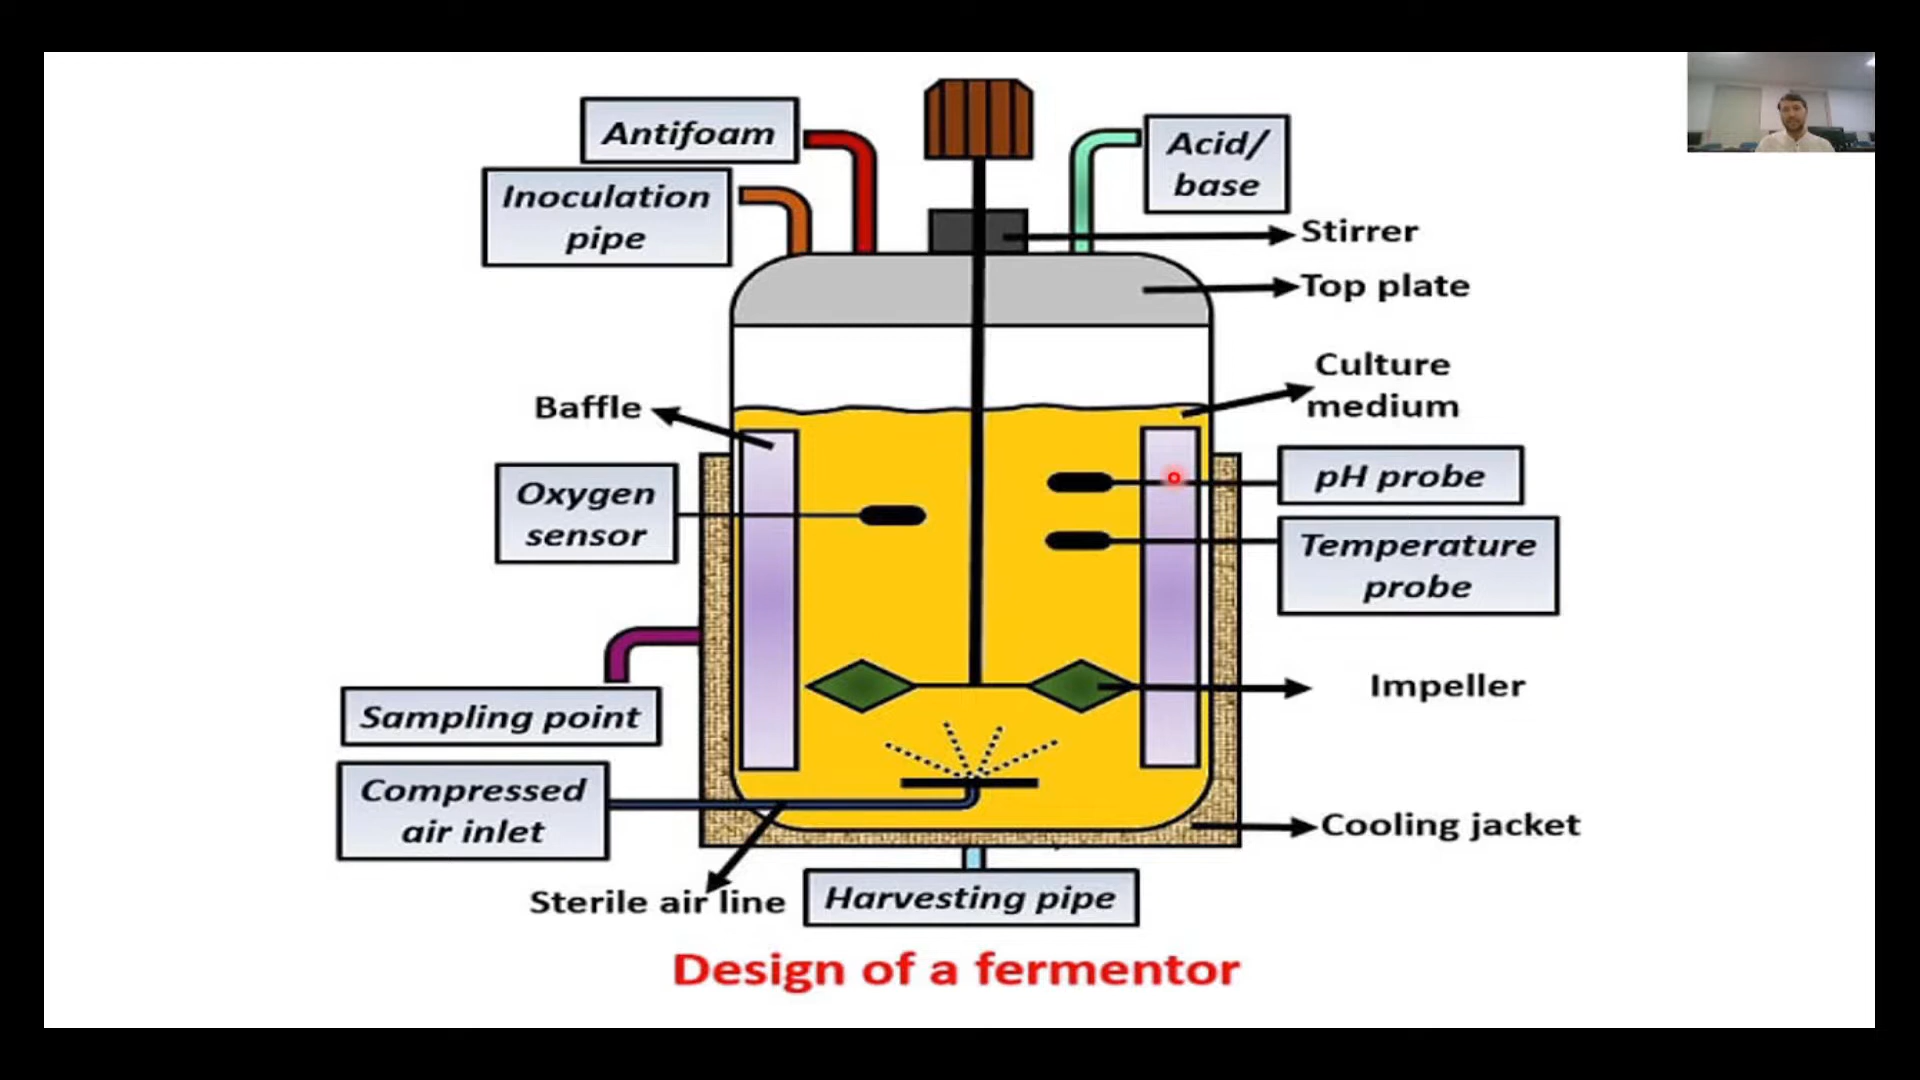 Antifoam
Acid/
base
Inoculation
pipe
Stirrer
Top plate
Culture
medium
Baffle
pH probe
Oxygen
sensor
Temperature
probe
Impeller
Sampling point
Compressed
air inlet
Cooling jacket
Sterile air line
Harvesting pipe
Design of a fermentor